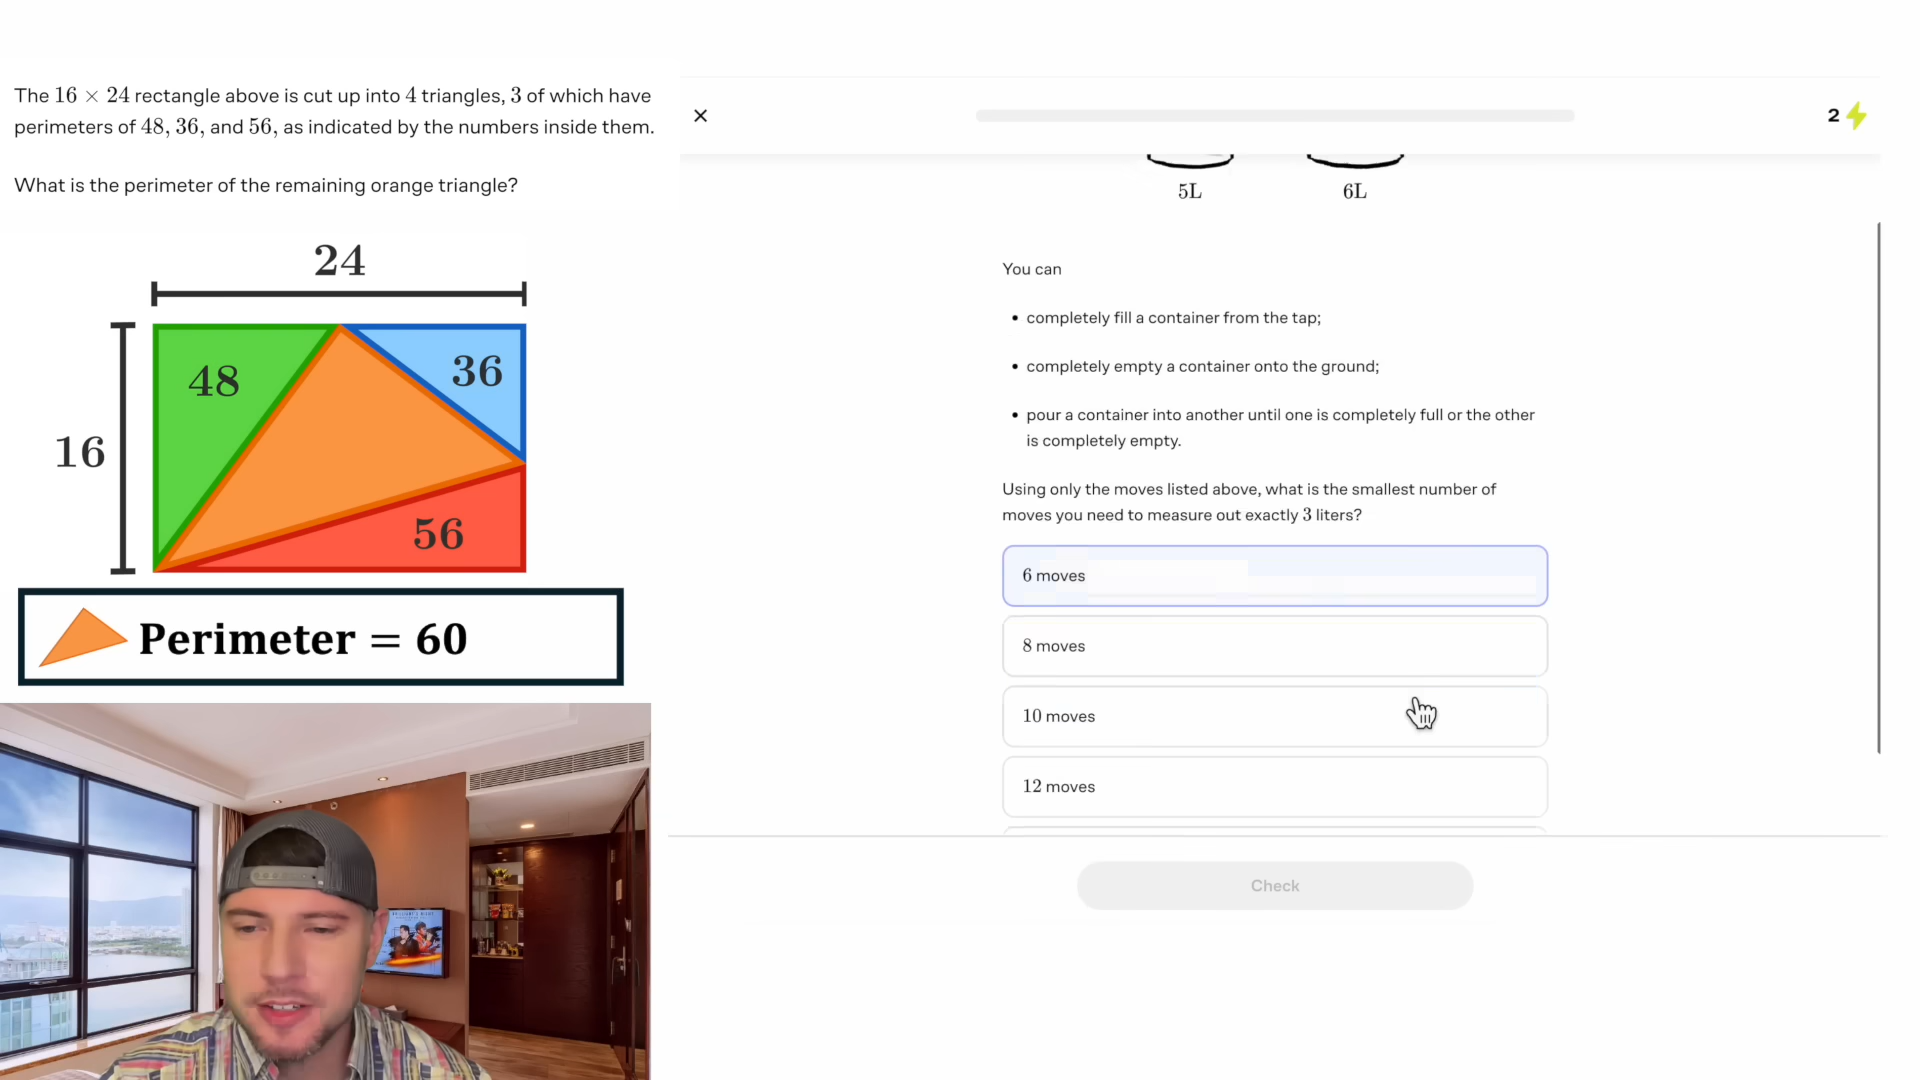 The 16 × 24 rectangle above is cut up into 4 triangles, 3 of which have
perimeters of 48, 36, and 56, as indicated by the numbers inside them.
What is the perimeter of the remaining orange triangle?
24
16
48
36
56
Perimeter = 60
2
5L
6L
You can
• completely fill a container from the tap;
• completely empty a container onto the ground;
• pour a container into another until one is completely full or the other
is completely empty.
Using only the moves listed above, what is the smallest number of
moves you need to measure out exactly 3 liters?
6 moves
8 moves
10 moves
12 moves
Check